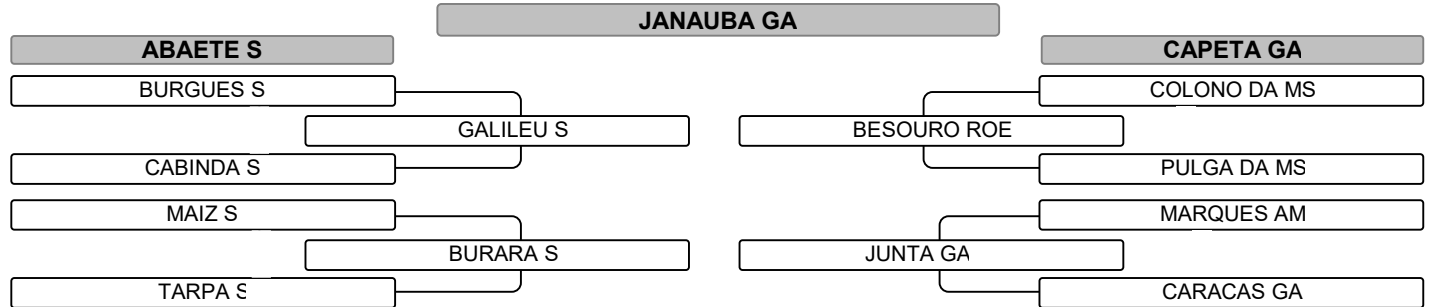 JANAUBA GA
ABAETE S
CAPETA GA
BURGUES S
COLONO DA MS
GALILEU S
BESOURO ROE
CABINDA S
PULGA DA MS
MAIZ S
MARQUES AM
BURARA S
JUNTA GA
TARPA S
CARACAS GA